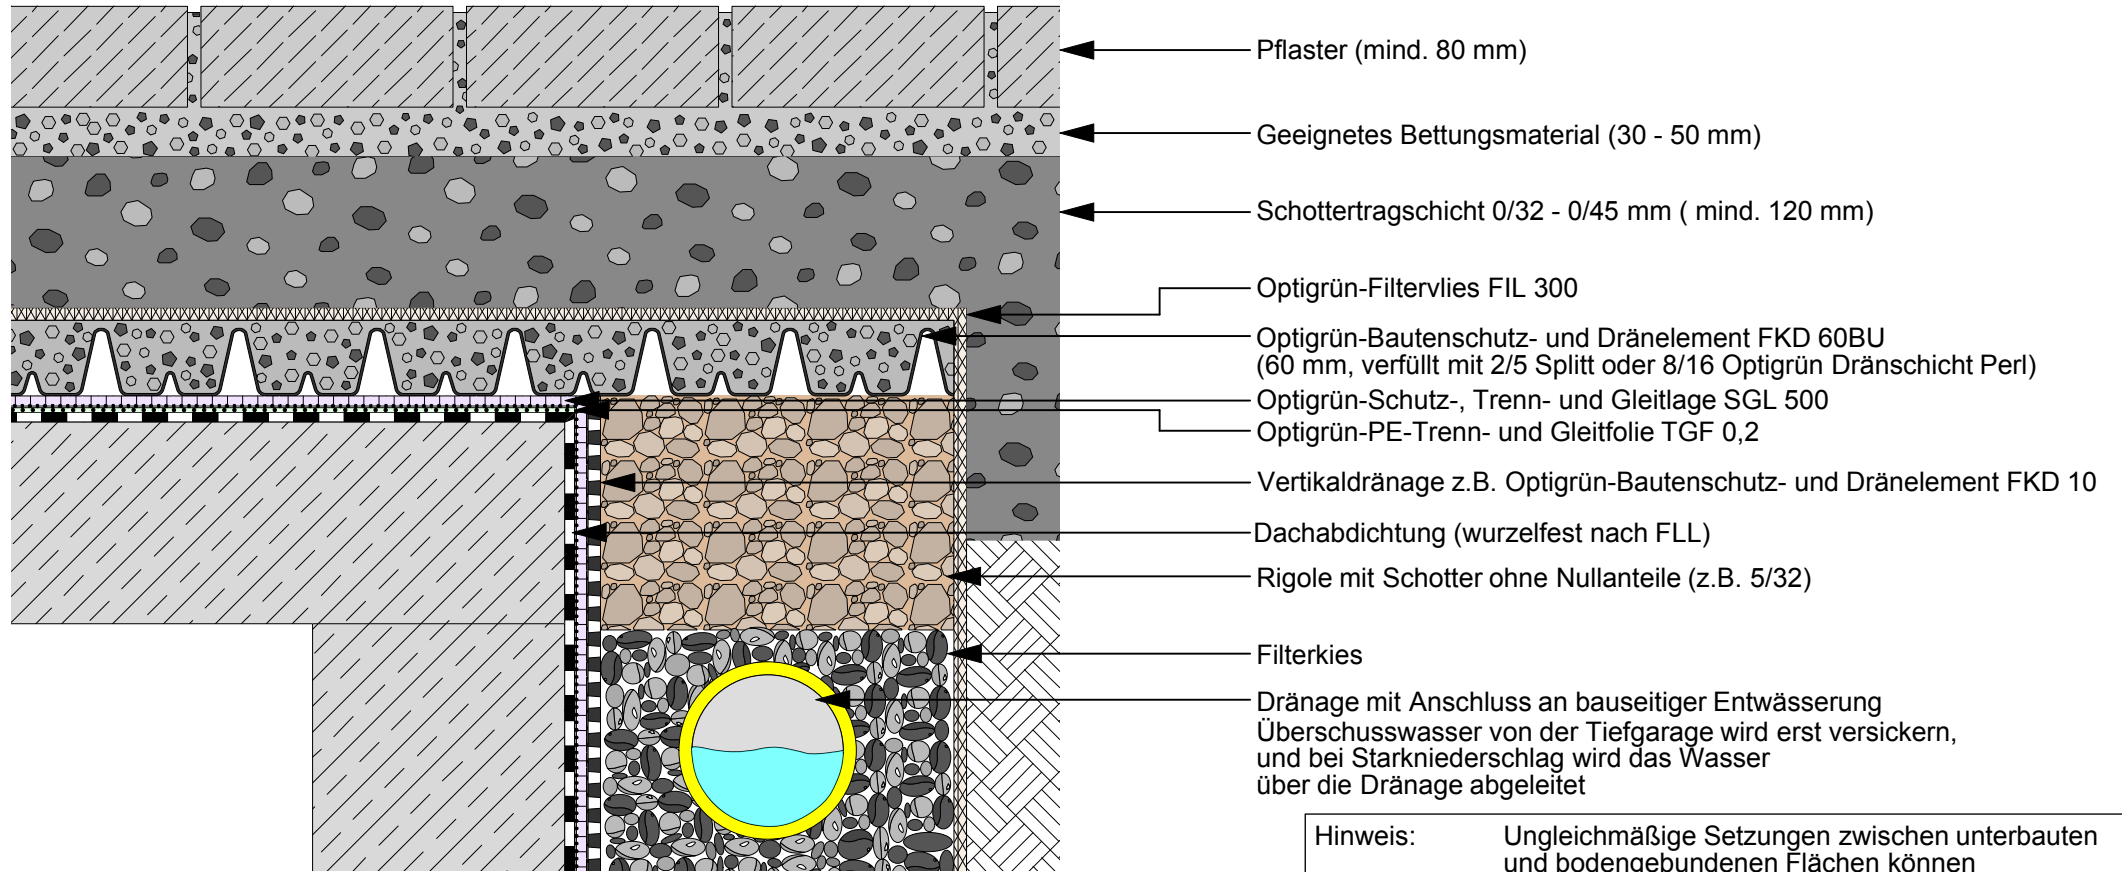 Pflaster (mind. 80 mm)
Geeignetes Bettungsmaterial (30 - 50 mm)
Schottertragschicht 0/32 - 0/45 mm ( mind. 120 mm)
Optigrün-Filtervlies FIL 300
Optigrün-Bautenschutz- und Dränelement FKD 60BU
(60 mm, verfüllt mit 2/5 Splitt oder 8/16 Optigrün Dränschicht Perl)
Optigrün-Schutz-, Trenn- und Gleitlage SGL 500
Optigrün-PE-Trenn- und Gleitfolie TGF 0,2
Vertikaldränage z.B. Optigrün-Bautenschutz- und Dränelement FKD 10
Dachabdichtung (wurzelfest nach FLL)
Rigole mit Schotter ohne Nullanteile (z.B. 5/32)
Filterkies
Dränage mit Anschluss an bauseitiger Entwässerung
Überschusswasser von der Tiefgarage wird erst versickern,
und bei Starkniederschlag wird das Wasser
über die Dränage abgeleitet
Hinweis: Ungleichmäßige Setzungen zwischen unterbauten
und bodengebundenen Flächen können